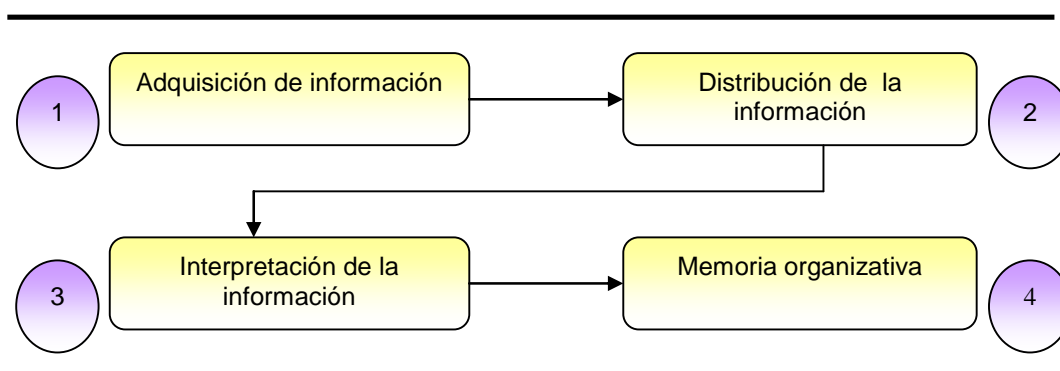 1
Adquisición de información
Distribución de la
información
2
3
Interpretación de la
información
Memoria organizativa
4